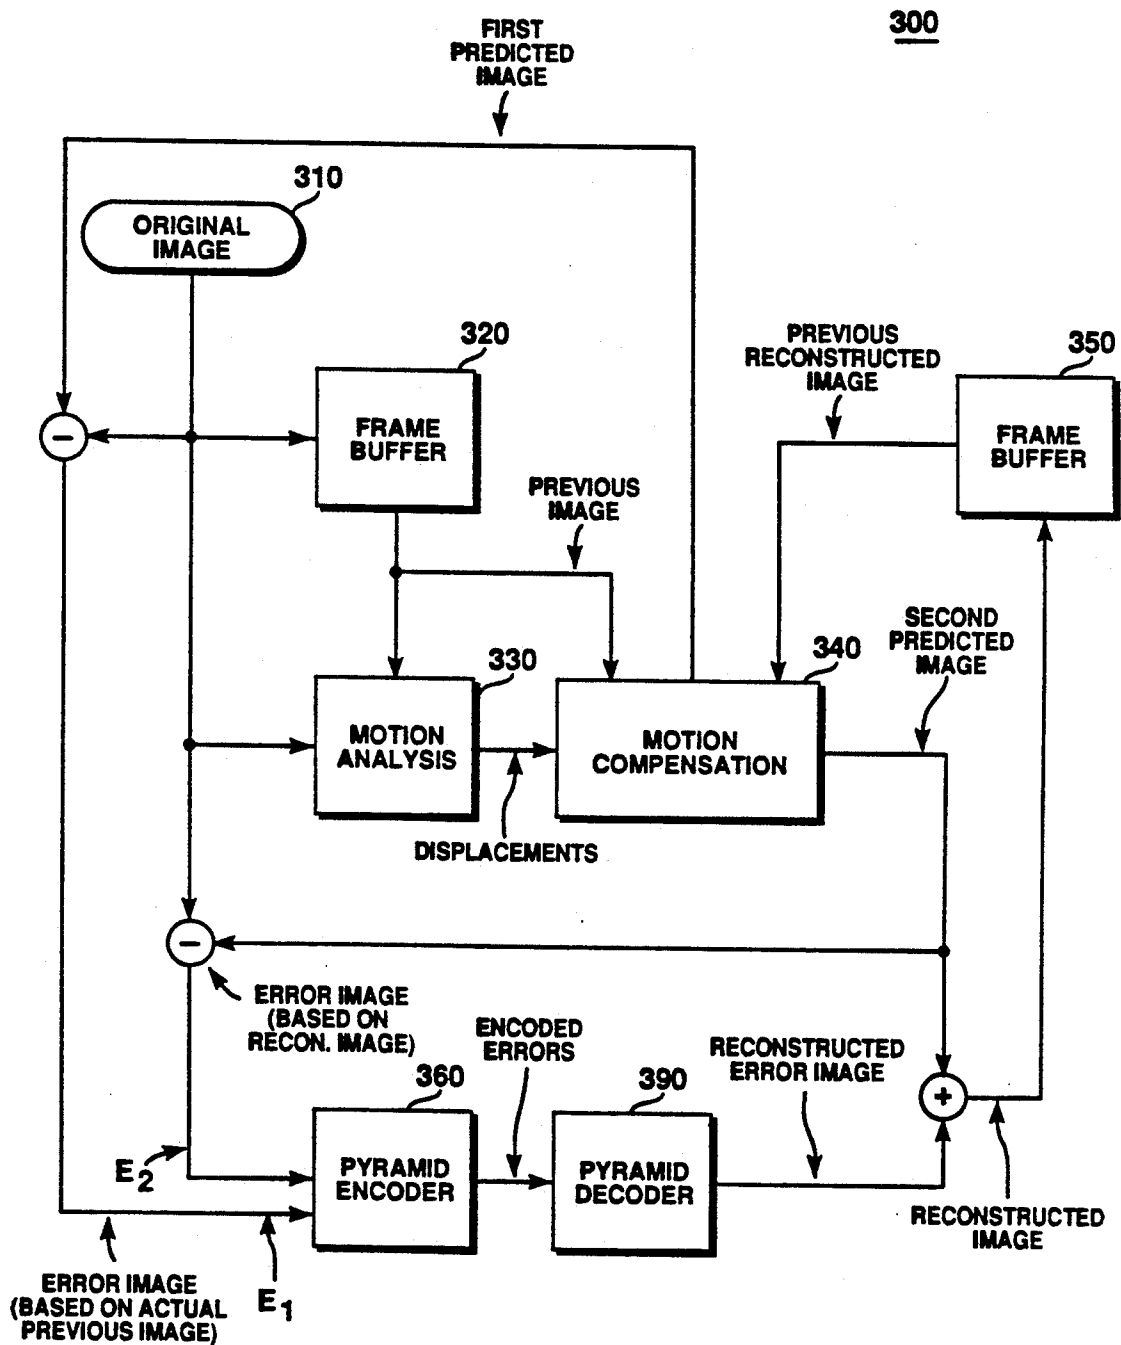 300
FIRST
PREDICTED
IMAGE
310
ORIGINAL
IMAGE
320
FRAME
BUFFER
PREVIOUS
RECONSTRUCTED
IMAGE
350
FRAME
BUFFER
−
PREVIOUS
IMAGE
SECOND
PREDICTED
IMAGE
330
MOTION
ANALYSIS
340
MOTION
COMPENSATION
DISPLACEMENTS
−
ERROR IMAGE
(BASED ON
RECON. IMAGE)
ENCODED
ERRORS
RECONSTRUCTED
ERROR IMAGE
+
360
PYRAMID
ENCODER
390
PYRAMID
DECODER
E2
RECONSTRUCTED
IMAGE
ERROR IMAGE
(BASED ON ACTUAL
PREVIOUS IMAGE)
E1